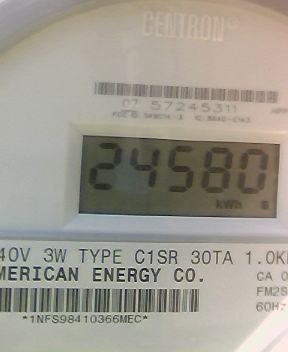 CENTRON®
07 57245311
24580
kWh
40V 3W TYPE C1SR 30TA 1.0K
MERICAN ENERGY CO.
CA 0
FM2S
60Hz
*1NFS98410366MEC*